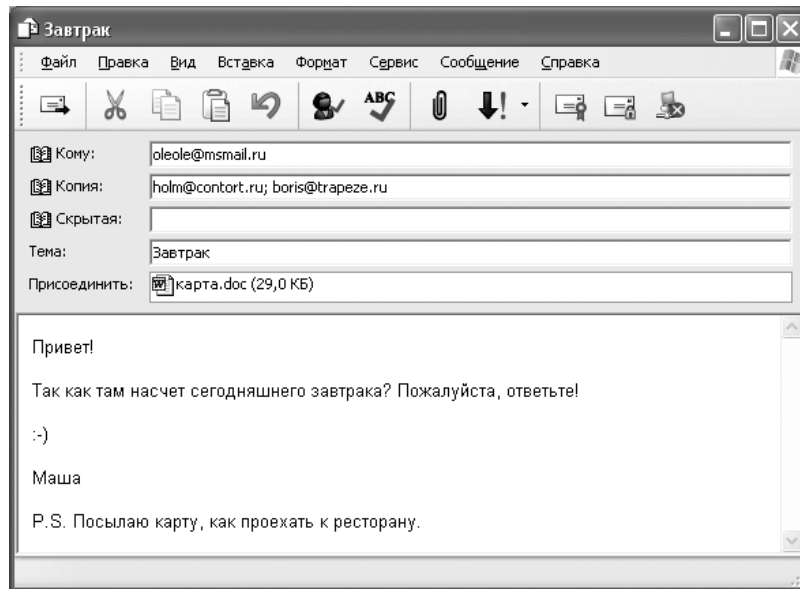 Завтрак
Файл Правка Вид Вставка Формат Сервис Сообщение Справка
ABC
Кому: oleole@msmail.ru
Копия: holm@contort.ru; boris@trapeze.ru
Скрытая:
Тема: Завтрак
Присоединить: карта.doc (29,0 КБ)
Привет!
Так как там насчет сегодняшнего завтрака? Пожалуйста, ответьте!
:-)
Маша
P.S. Посылаю карту, как проехать к ресторану.